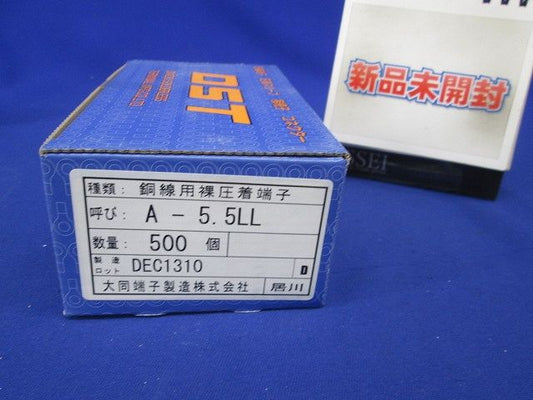 DST
新品未開封
SEI
種類: 銅線用裸圧着端子
呼び: A - 5.5LL
数量: 500 個
製造ロット DEC1310
大同端子製造株式会社